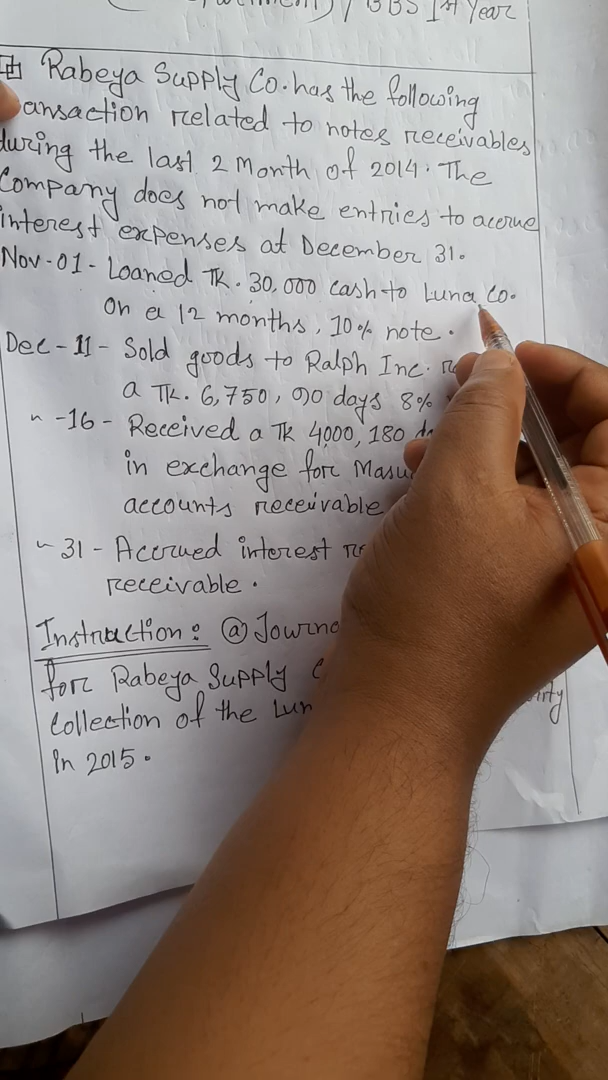 / BBS 1st Year
Rabeya Supply Co. has the following
ansaction related to notes receivables
during the last 2 Month of 2014. The
Company does not make entries to accrue
interest expenses at December 31.
Nov-01- Loaned TK. 30,000 cash to Luna Co.
On a 12 months, 10% note.
Dec-11- Sold goods to Ralph Inc.
a TK. 6,750, 90 days 8%
" -16- Received a TK 4000, 180
in exchange for
accounts receivable
~ 31 - Accrued interest
receivable.
Instruction: @
for Rabeya Supply
Collection of the
in 2015.